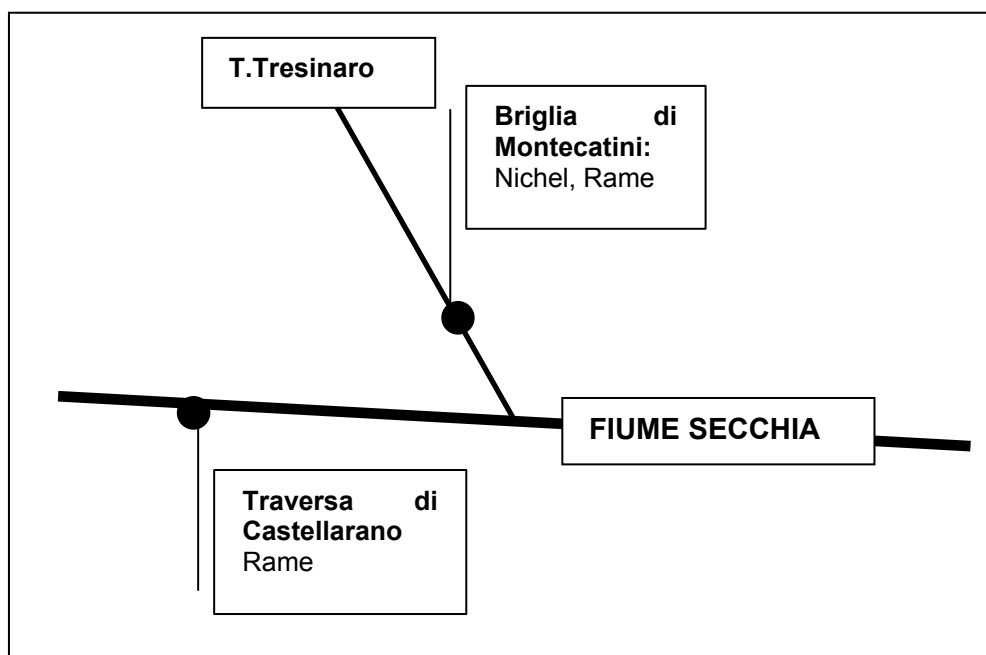 T.Tresinaro
Briglia di
Montecatini:
Nichel, Rame
FIUME SECCHIA
Traversa di
Castellarano
Rame